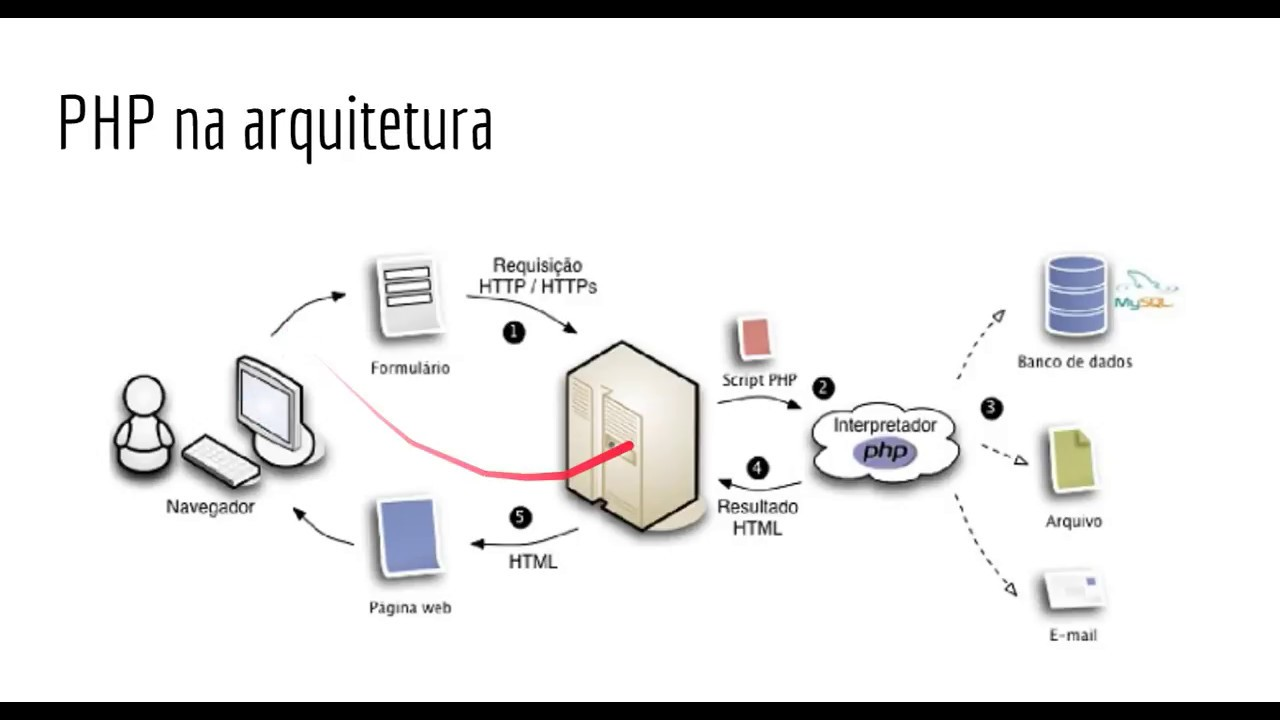 PHP na arquitetura
Requisição
HTTP / HTTPs
1
Formulário
Navegador
Script PHP
2
Interpretador
php
3
MySQL
Banco de dados
Arquivo
E-mail
4
Resultado
HTML
5
HTML
Página web